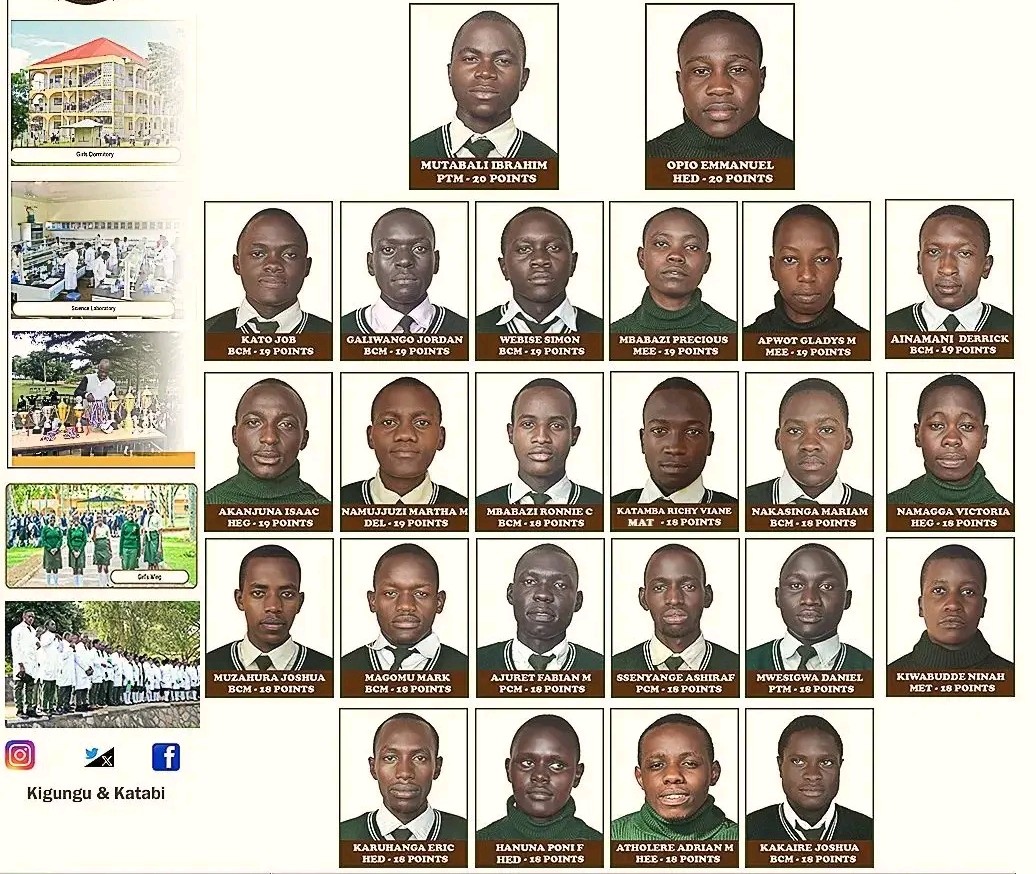 Girls Dormitory
Science Laboratory
Girl's Wing
Kigungu & Katabi
MUTABALI IBRAHIM
PTM - 20 POINTS
OPIO EMMANUEL
HED - 20 POINTS
KATO JOB
BCM - 19 POINTS
GALIWANGO JORDAN
BCM - 19 POINTS
WEBISE SIMON
BCM - 19 POINTS
MBABAZI PRECIOUS
MEE - 19 POINTS
APWOT GLADYS M
MEE - 19 POINTS
AINAMANI DERRICK
BCM - 19 POINTS
AKANJUNA ISAAC
HEG - 19 POINTS
NAMUJJUZI MARTHA M
DEL - 19 POINTS
MBABAZI RONNIE C
BCM - 18 POINTS
KATAMBA RICHY VIANE
MAT - 18 POINTS
NAKASINGA MARIAM
BCM - 18 POINTS
NAMAGGA VICTORIA
HEG - 18 POINTS
MUZAHURA JOSHUA
BCM - 18 POINTS
MAGOMU MARK
BCM - 18 POINTS
AJURET FABIAN M
PCM - 18 POINTS
SSENYANGE ASHIRAF
PCM - 18 POINTS
MWESIGWA DANIEL
PTM - 18 POINTS
KIWABUDDE NINAH
MET - 18 POINTS
KARUHANGA ERIC
HED - 18 POINTS
HANUNA PONI F
HED - 18 POINTS
ATHOLERE ADRIAN M
HEE - 18 POINTS
KAKAIRE JOSHUA
BCM - 18 POINTS